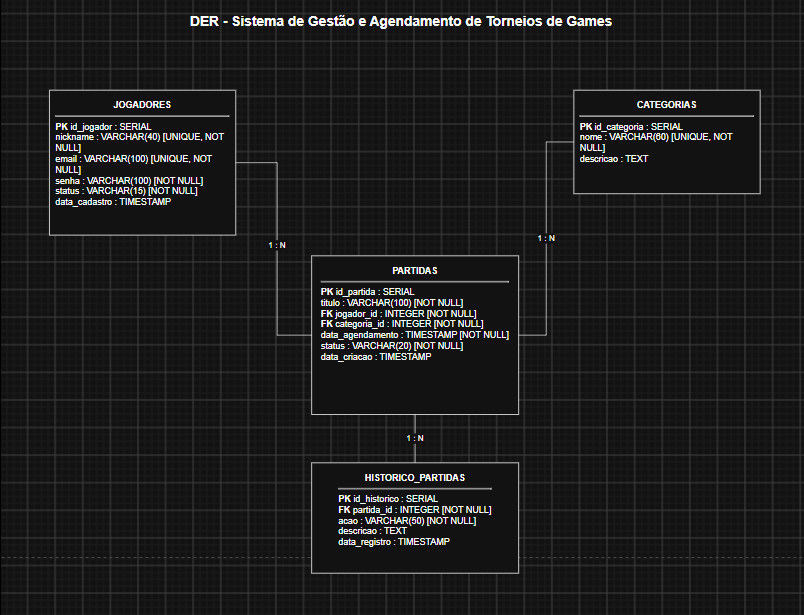 DER - Sistema de Gestão e Agendamento de Torneios de Games
JOGADORES
PK id_jogador : SERIAL
nickname : VARCHAR(40) [UNIQUE, NOT
NULL]
email : VARCHAR(100) [UNIQUE, NOT
NULL]
senha : VARCHAR(100) [NOT NULL]
status : VARCHAR(15) [NOT NULL]
data_cadastro : TIMESTAMP
CATEGORIAS
PK id_categoria : SERIAL
nome : VARCHAR(60) [UNIQUE, NOT
NULL]
descricao : TEXT
1 : N
1 : N
PARTIDAS
PK id_partida : SERIAL
titulo : VARCHAR(100) [NOT NULL]
FK jogador_id : INTEGER [NOT NULL]
FK categoria_id : INTEGER [NOT NULL]
data_agendamento : TIMESTAMP [NOT NULL]
status : VARCHAR(20) [NOT NULL]
data_criacao : TIMESTAMP
1 : N
HISTORICO_PARTIDAS
PK id_historico : SERIAL
FK partida_id : INTEGER [NOT NULL]
acao : VARCHAR(50) [NOT NULL]
descricao : TEXT
data_registro : TIMESTAMP